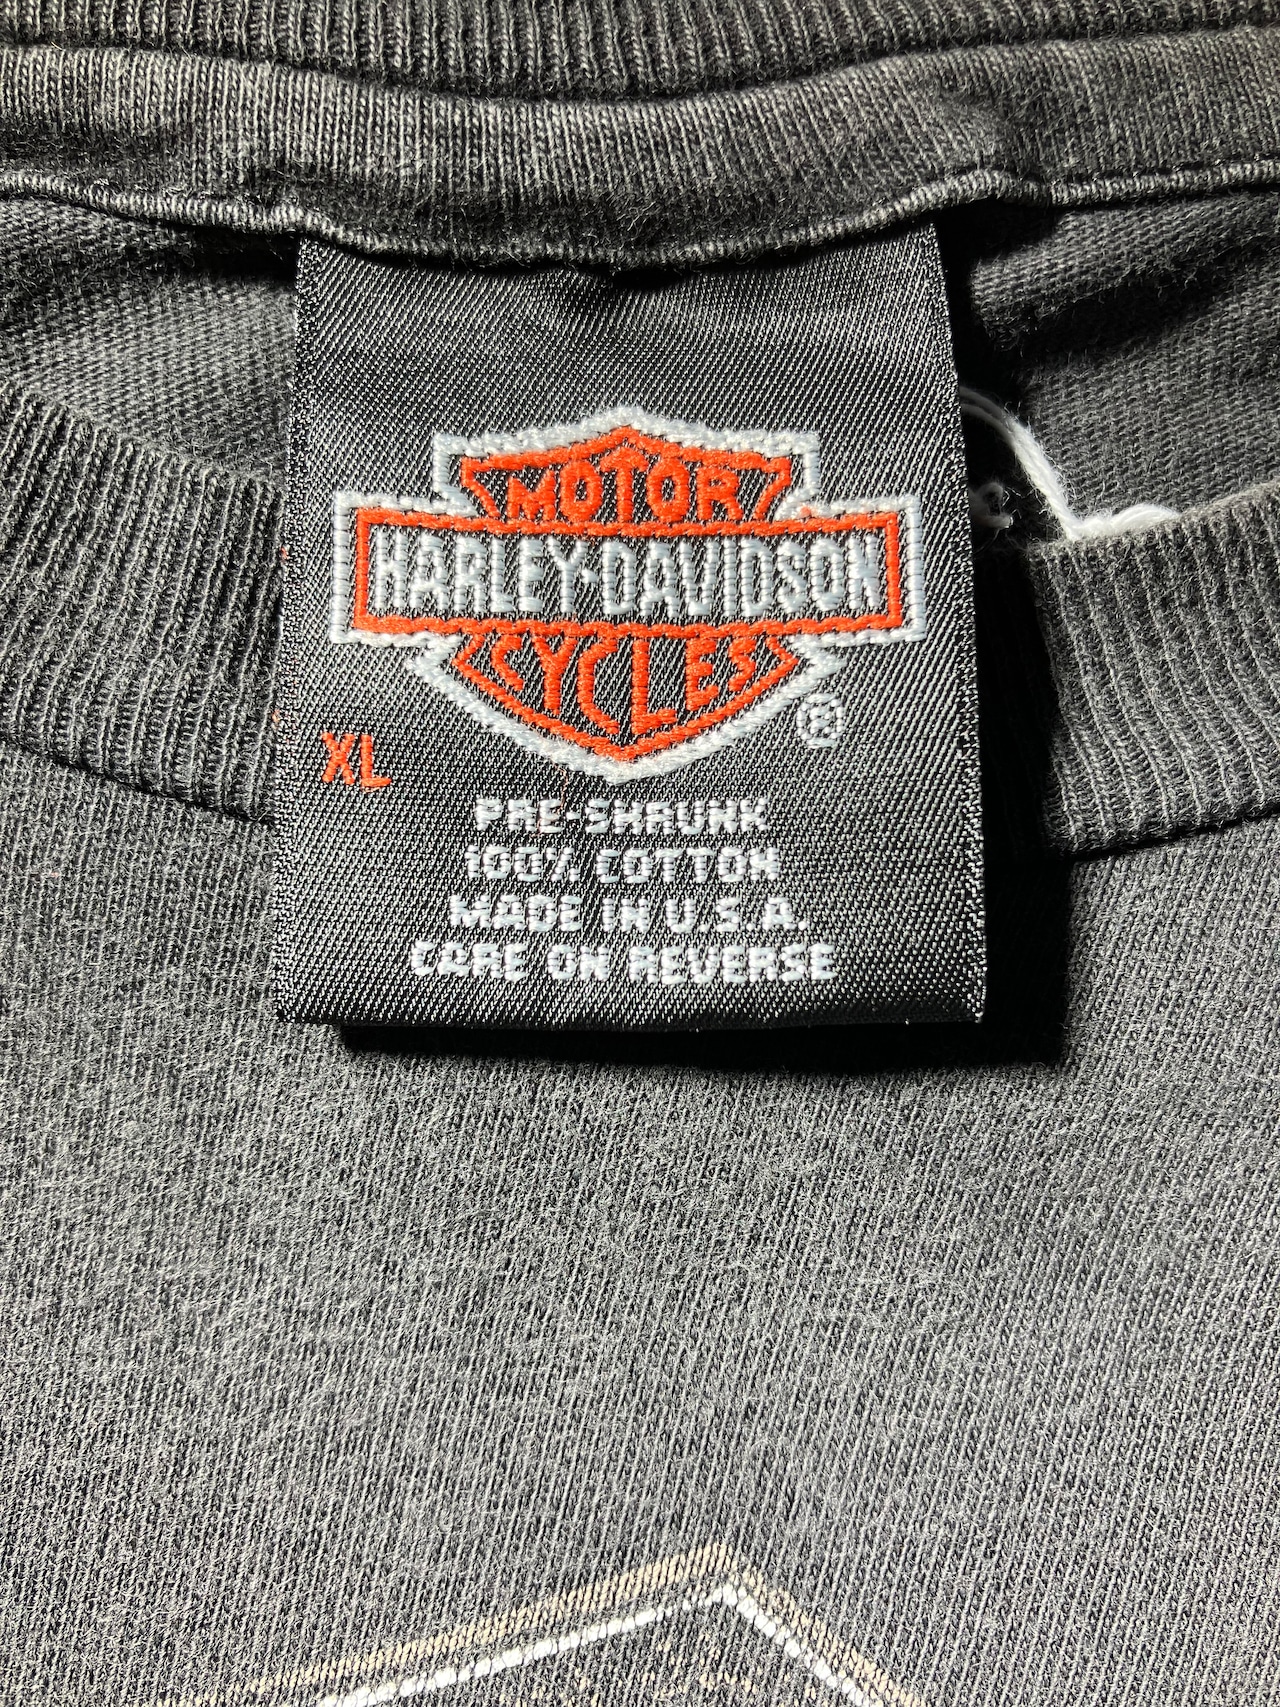 MOTOR
HARLEY-DAVIDSON
CYCLES
®
XL
PRE-SHRUNK
100% COTTON
MADE IN U.S.A.
CARE ON REVERSE